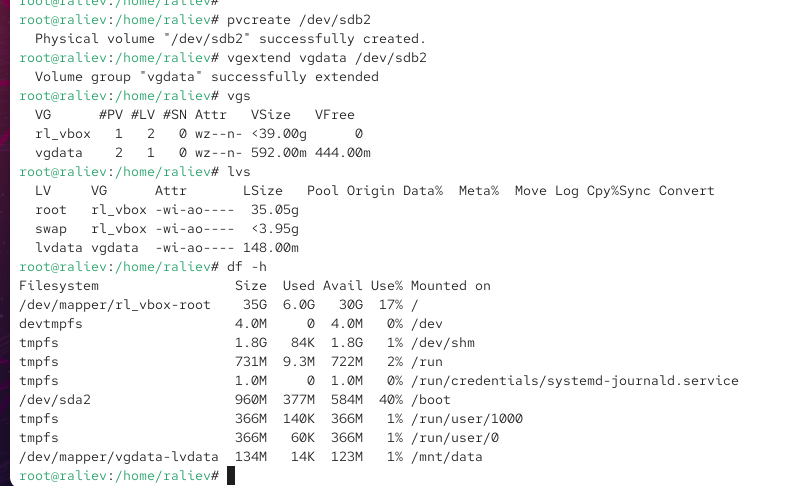 root@raliev:/home/raliev#
root@raliev:/home/raliev# pvcreate /dev/sdb2
  Physical volume "/dev/sdb2" successfully created.
root@raliev:/home/raliev# vgextend vgdata /dev/sdb2
  Volume group "vgdata" successfully extended
root@raliev:/home/raliev# vgs
  VG      #PV #LV #SN Attr   VSize   VFree
  rl_vbox   1   2   0 wz--n- <39.00g      0
  vgdata    2   1   0 wz--n- 592.00m 444.00m
root@raliev:/home/raliev# lvs
  LV     VG      Attr       LSize   Pool Origin Data%  Meta%  Move Log Cpy%Sync Convert
  root   rl_vbox -wi-ao----  35.05g
  swap   rl_vbox -wi-ao----  <3.95g
  lvdata vgdata  -wi-ao---- 148.00m
root@raliev:/home/raliev# df -h
Filesystem                 Size  Used Avail Use% Mounted on
/dev/mapper/rl_vbox-root    35G  6.0G   30G  17% /
devtmpfs                   4.0M     0  4.0M   0% /dev
tmpfs                      1.8G   84K  1.8G   1% /dev/shm
tmpfs                      731M  9.3M  722M   2% /run
tmpfs                      1.0M     0  1.0M   0% /run/credentials/systemd-journald.service
/dev/sda2                  960M  377M  584M  40% /boot
tmpfs                      366M  140K  366M   1% /run/user/1000
tmpfs                      366M   60K  366M   1% /run/user/0
/dev/mapper/vgdata-lvdata  134M   14K  123M   1% /mnt/data
root@raliev:/home/raliev#